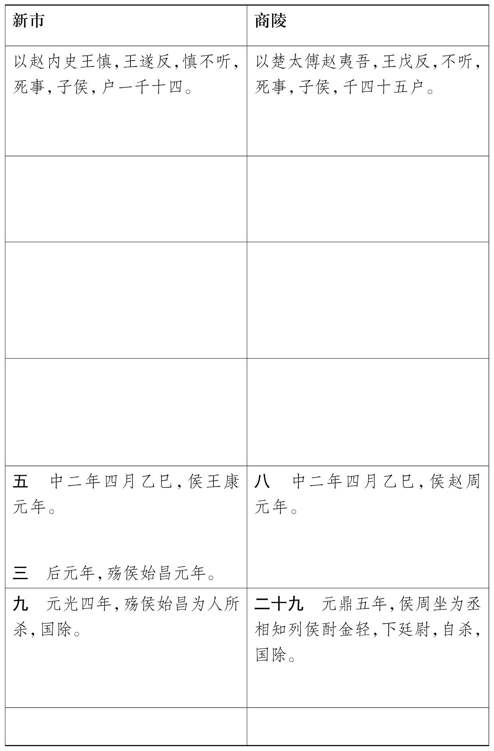 新市
以赵内史王慎,王遂反,慎不听,
死事,子侯,户一千十四。
五 中二年四月乙巳,侯王康
元年。
三 后元年,殇侯始昌元年。
九 元光四年,殇侯始昌为人所
杀,国除。
商陵
以楚太傅赵夷吾,王戊反,不听,
死事,子侯,千四十五户。
八 中二年四月乙巳,侯赵周
元年。
二十九 元鼎五年,侯周坐为丞
相知列侯酎金轻,下廷尉,自杀,
国除。